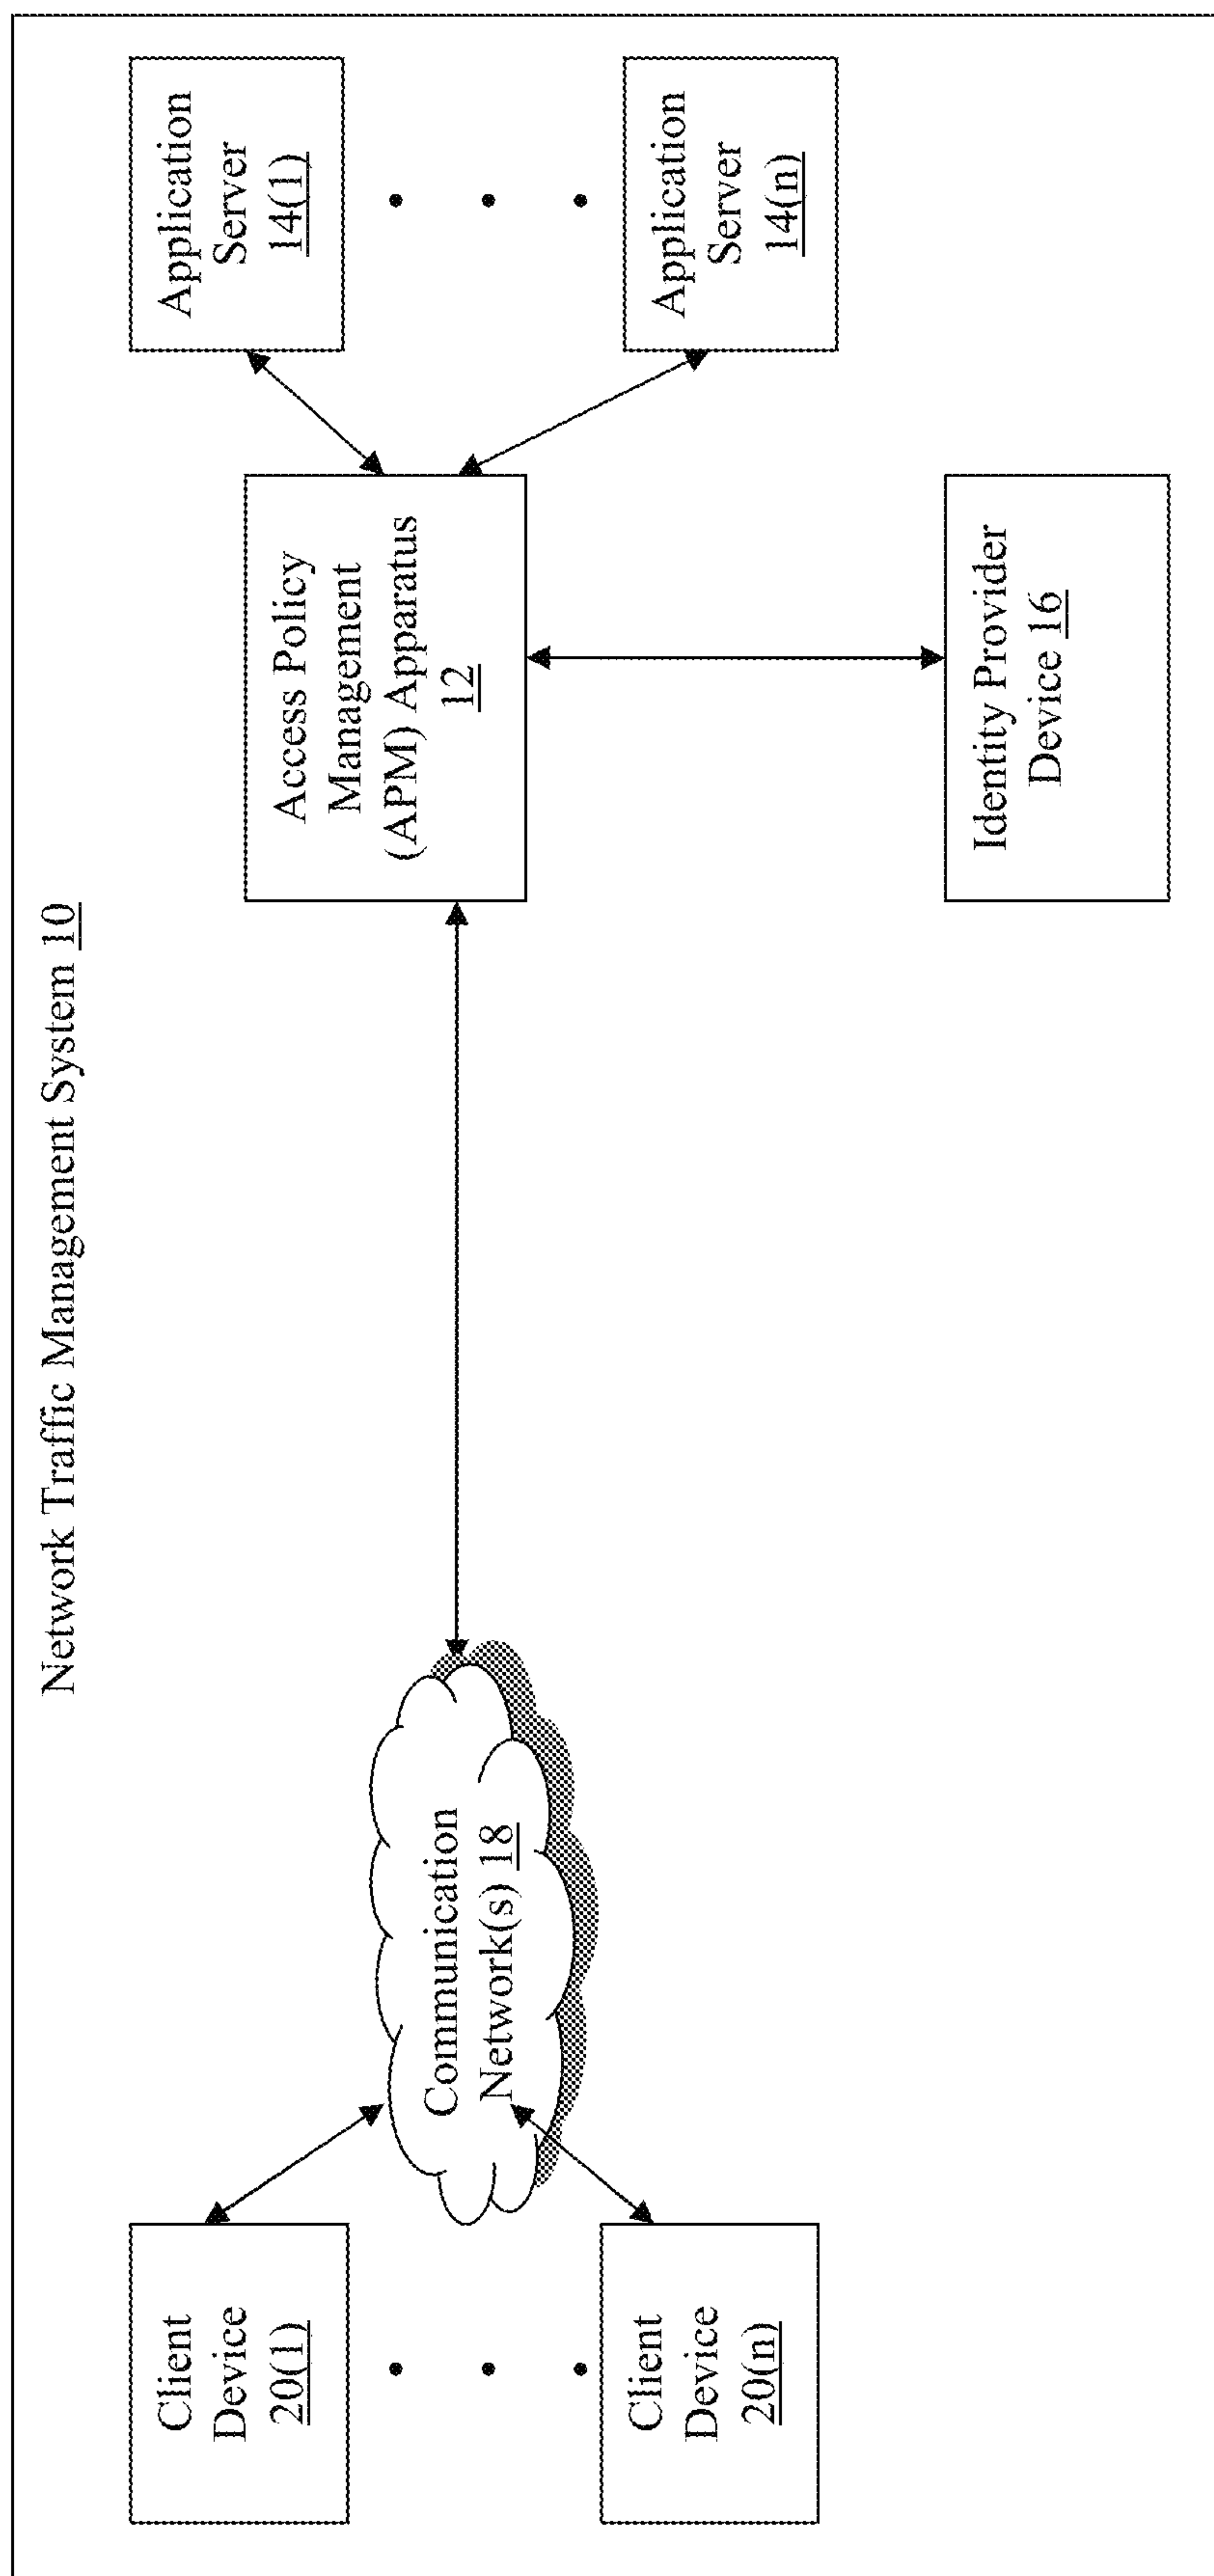 Network Traffic Management System 10
Client
Device
20(1)
Client
Device
20(n)
Communication
Network(s) 18
Access Policy
Management
(APM) Apparatus
12
Identity Provider
Device 16
Application
Server
14(1)
Application
Server
14(n)